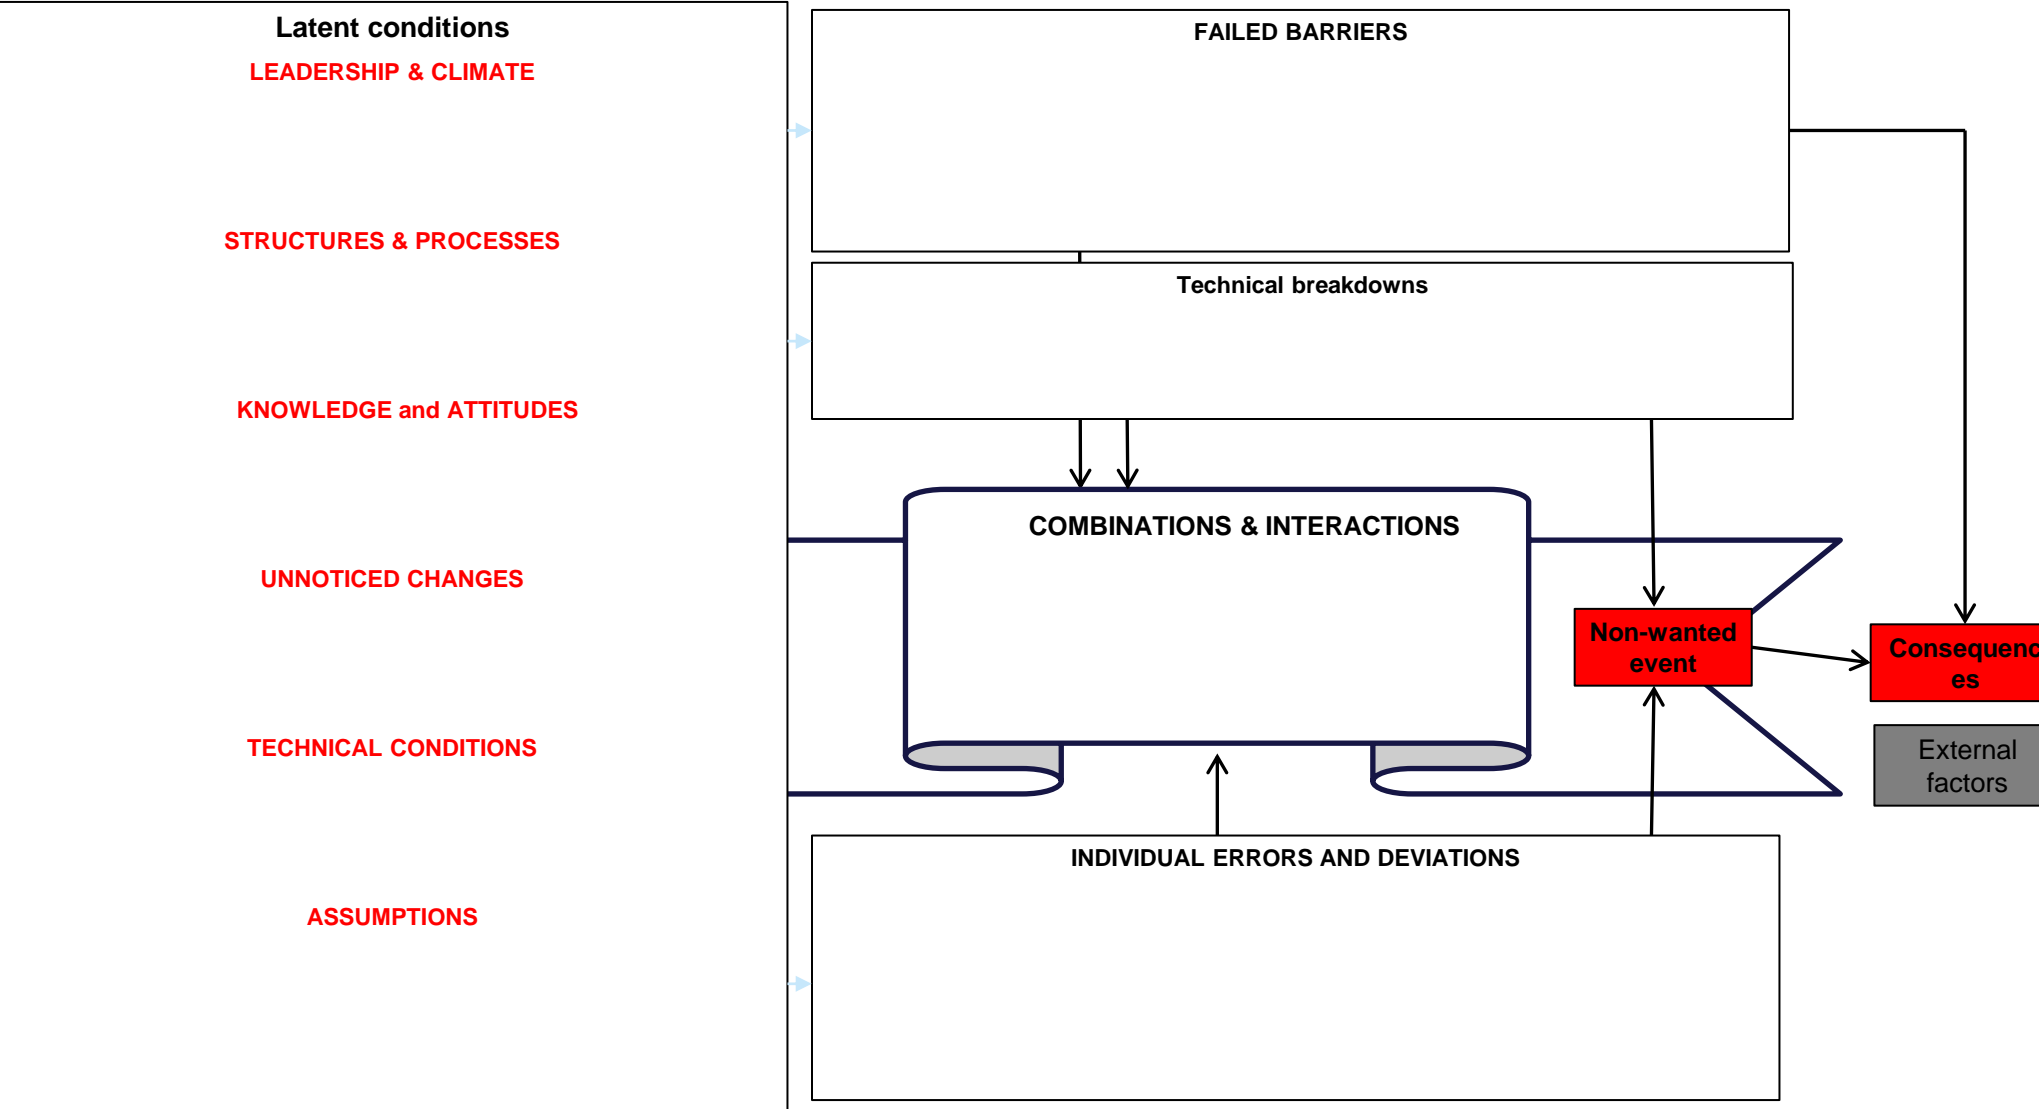 Latent conditions
LEADERSHIP & CLIMATE
STRUCTURES & PROCESSES
KNOWLEDGE and ATTITUDES
UNNOTICED CHANGES
TECHNICAL CONDITIONS
ASSUMPTIONS
FAILED BARRIERS
Technical breakdowns
COMBINATIONS & INTERACTIONS
Non-wanted
event
Consequenc
es
External
factors
INDIVIDUAL ERRORS AND DEVIATIONS